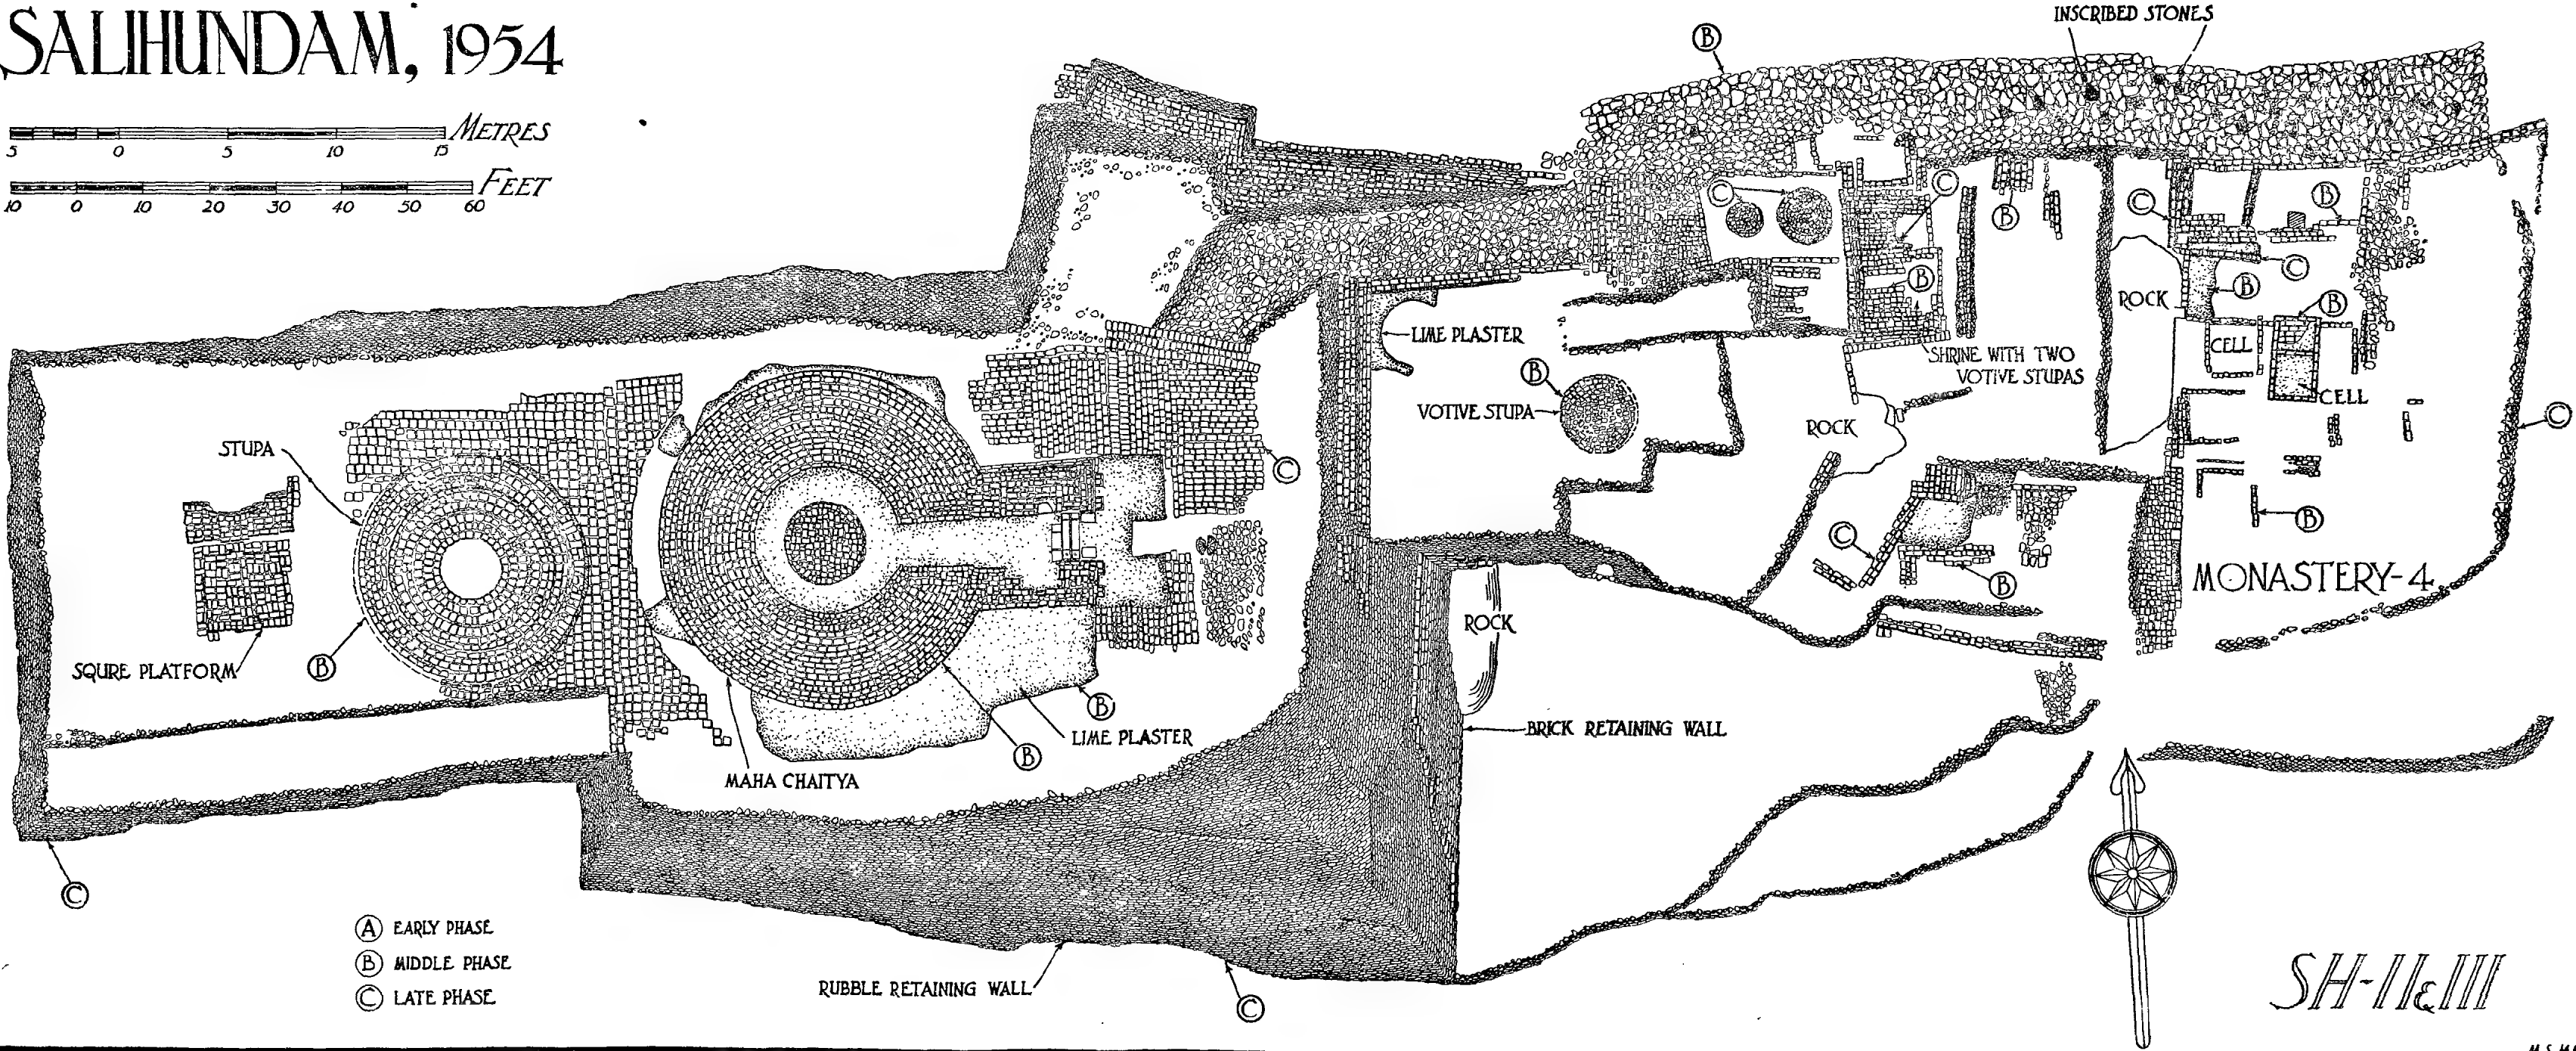 SALIHUNDAM, 1954
METRES
5 0 5 10 15
FEET
10 0 10 20 30 40 50 60
INSCRIBED STONES
B
C
C
B
C
B
B
C
B
B
ROCK
LIME PLASTER
CELL
SHRINE WITH TWO
VOTIVE STUPAS
B
CELL
VOTIVE STUPA
ROCK
C
STUPA
C
C
B
B
MONASTERY-4
ROCK
SQURE PLATFORM
B
B
LIME PLASTER
B
BRICK RETAINING WALL
MAHA CHAITYA
C
A EARLY PHASE
B MIDDLE PHASE
C LATE PHASE
RUBBLE RETAINING WALL
C
SH-II & III